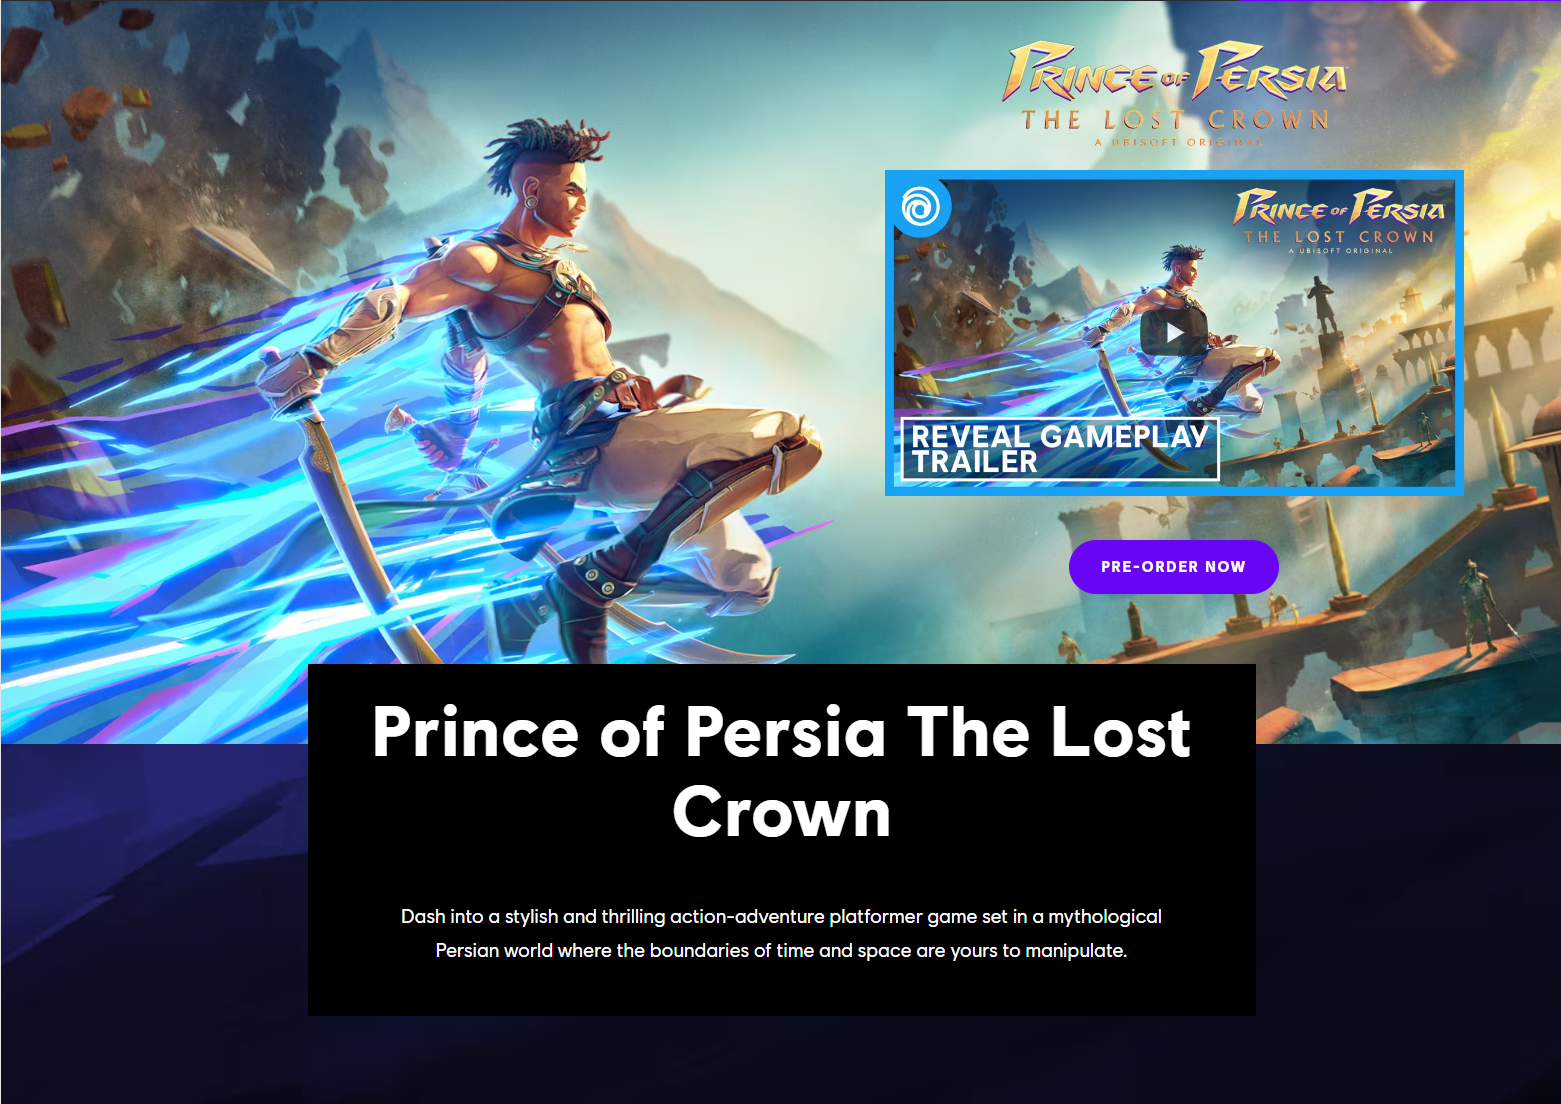 PRINCE OF PERSIA
THE LOST CROWN
A UBISOFT ORIGINAL
PRINCE OF PERSIA
THE LOST CROWN
A UBISOFT ORIGINAL
REVEAL GAMEPLAY
TRAILER
PRE-ORDER NOW
Prince of Persia The Lost
Crown
Dash into a stylish and thrilling action-adventure platformer game set in a mythological
Persian world where the boundaries of time and space are yours to manipulate.